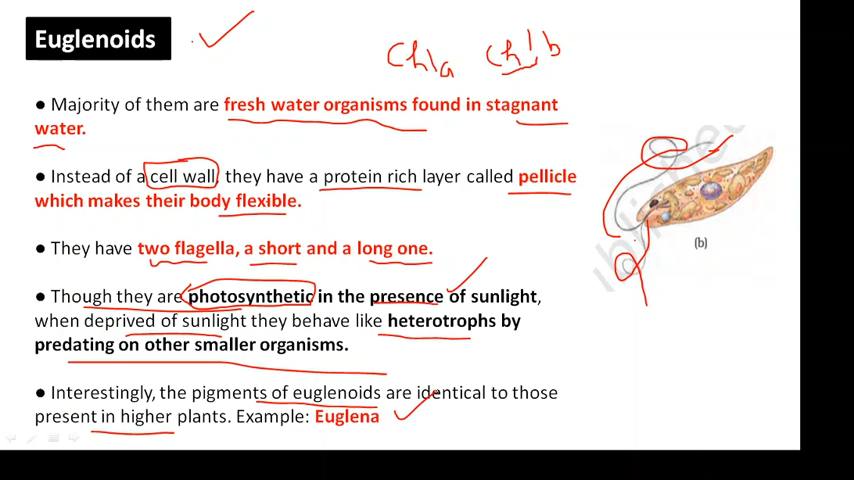 Euglenoids
Chl a Chl b
● Majority of them are fresh water organisms found in stagnant
water.
● Instead of a cell wall, they have a protein rich layer called pellicle
which makes their body flexible.
● They have two flagella, a short and a long one.
● Though they are photosynthetic in the presence of sunlight,
when deprived of sunlight they behave like heterotrophs by
predating on other smaller organisms.
● Interestingly, the pigments of euglenoids are identical to those
present in higher plants. Example: Euglena
(b)